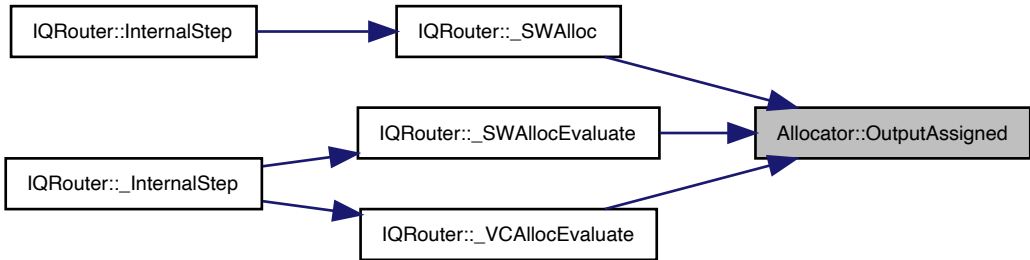 IQRouter::InternalStep
IQRouter::_SWAlloc
IQRouter::_SWAllocEvaluate
Allocator::OutputAssigned
IQRouter::_InternalStep
IQRouter::_VCAllocEvaluate